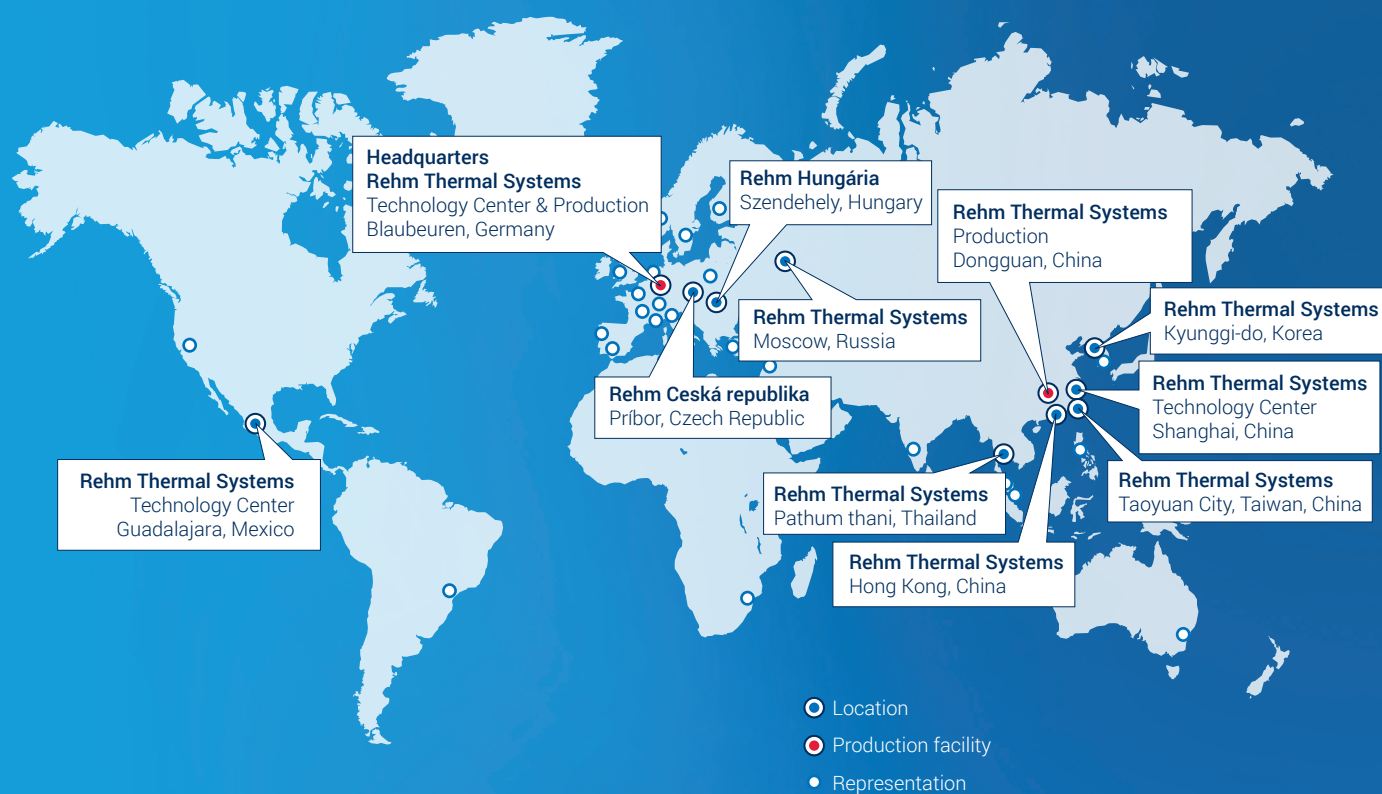 Headquarters
Rehm Thermal Systems
Technology Center & Production
Blaubeuren, Germany
Rehm Hungária
Szendehely, Hungary
Rehm Thermal Systems
Production
Dongguan, China
Rehm Thermal Systems
Moscow, Russia
Rehm Thermal Systems
Kyunggi-do, Korea
Rehm Ceská republika
Príbor, Czech Republic
Rehm Thermal Systems
Technology Center
Shanghai, China
Rehm Thermal Systems
Technology Center
Guadalajara, Mexico
Rehm Thermal Systems
Pathum thani, Thailand
Rehm Thermal Systems
Taoyuan City, Taiwan, China
Rehm Thermal Systems
Hong Kong, China
Location
Production facility
Representation